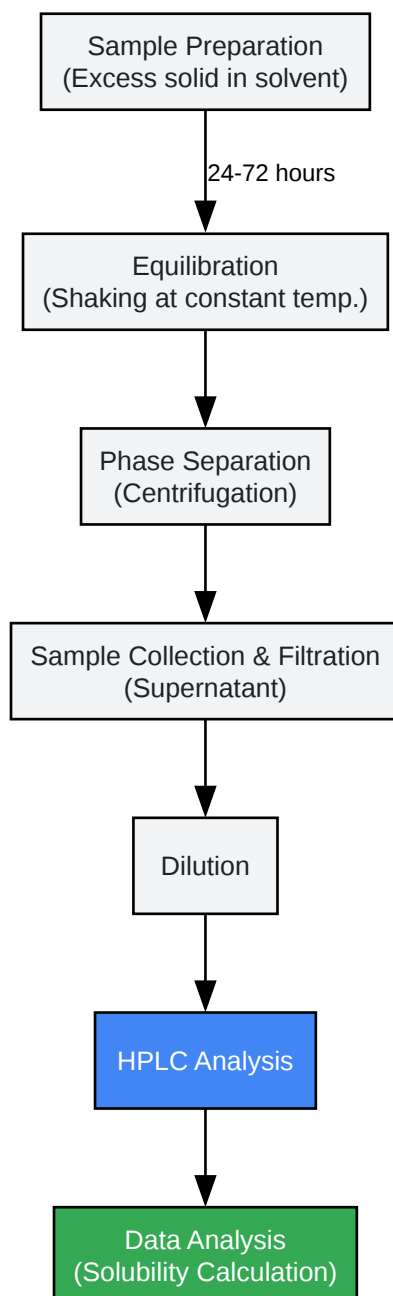 Sample Preparation
(Excess solid in solvent)
24-72 hours
Equilibration
(Shaking at constant temp.)
Phase Separation
(Centrifugation)
Sample Collection & Filtration
(Supernatant)
Dilution
HPLC Analysis
Data Analysis
(Solubility Calculation)